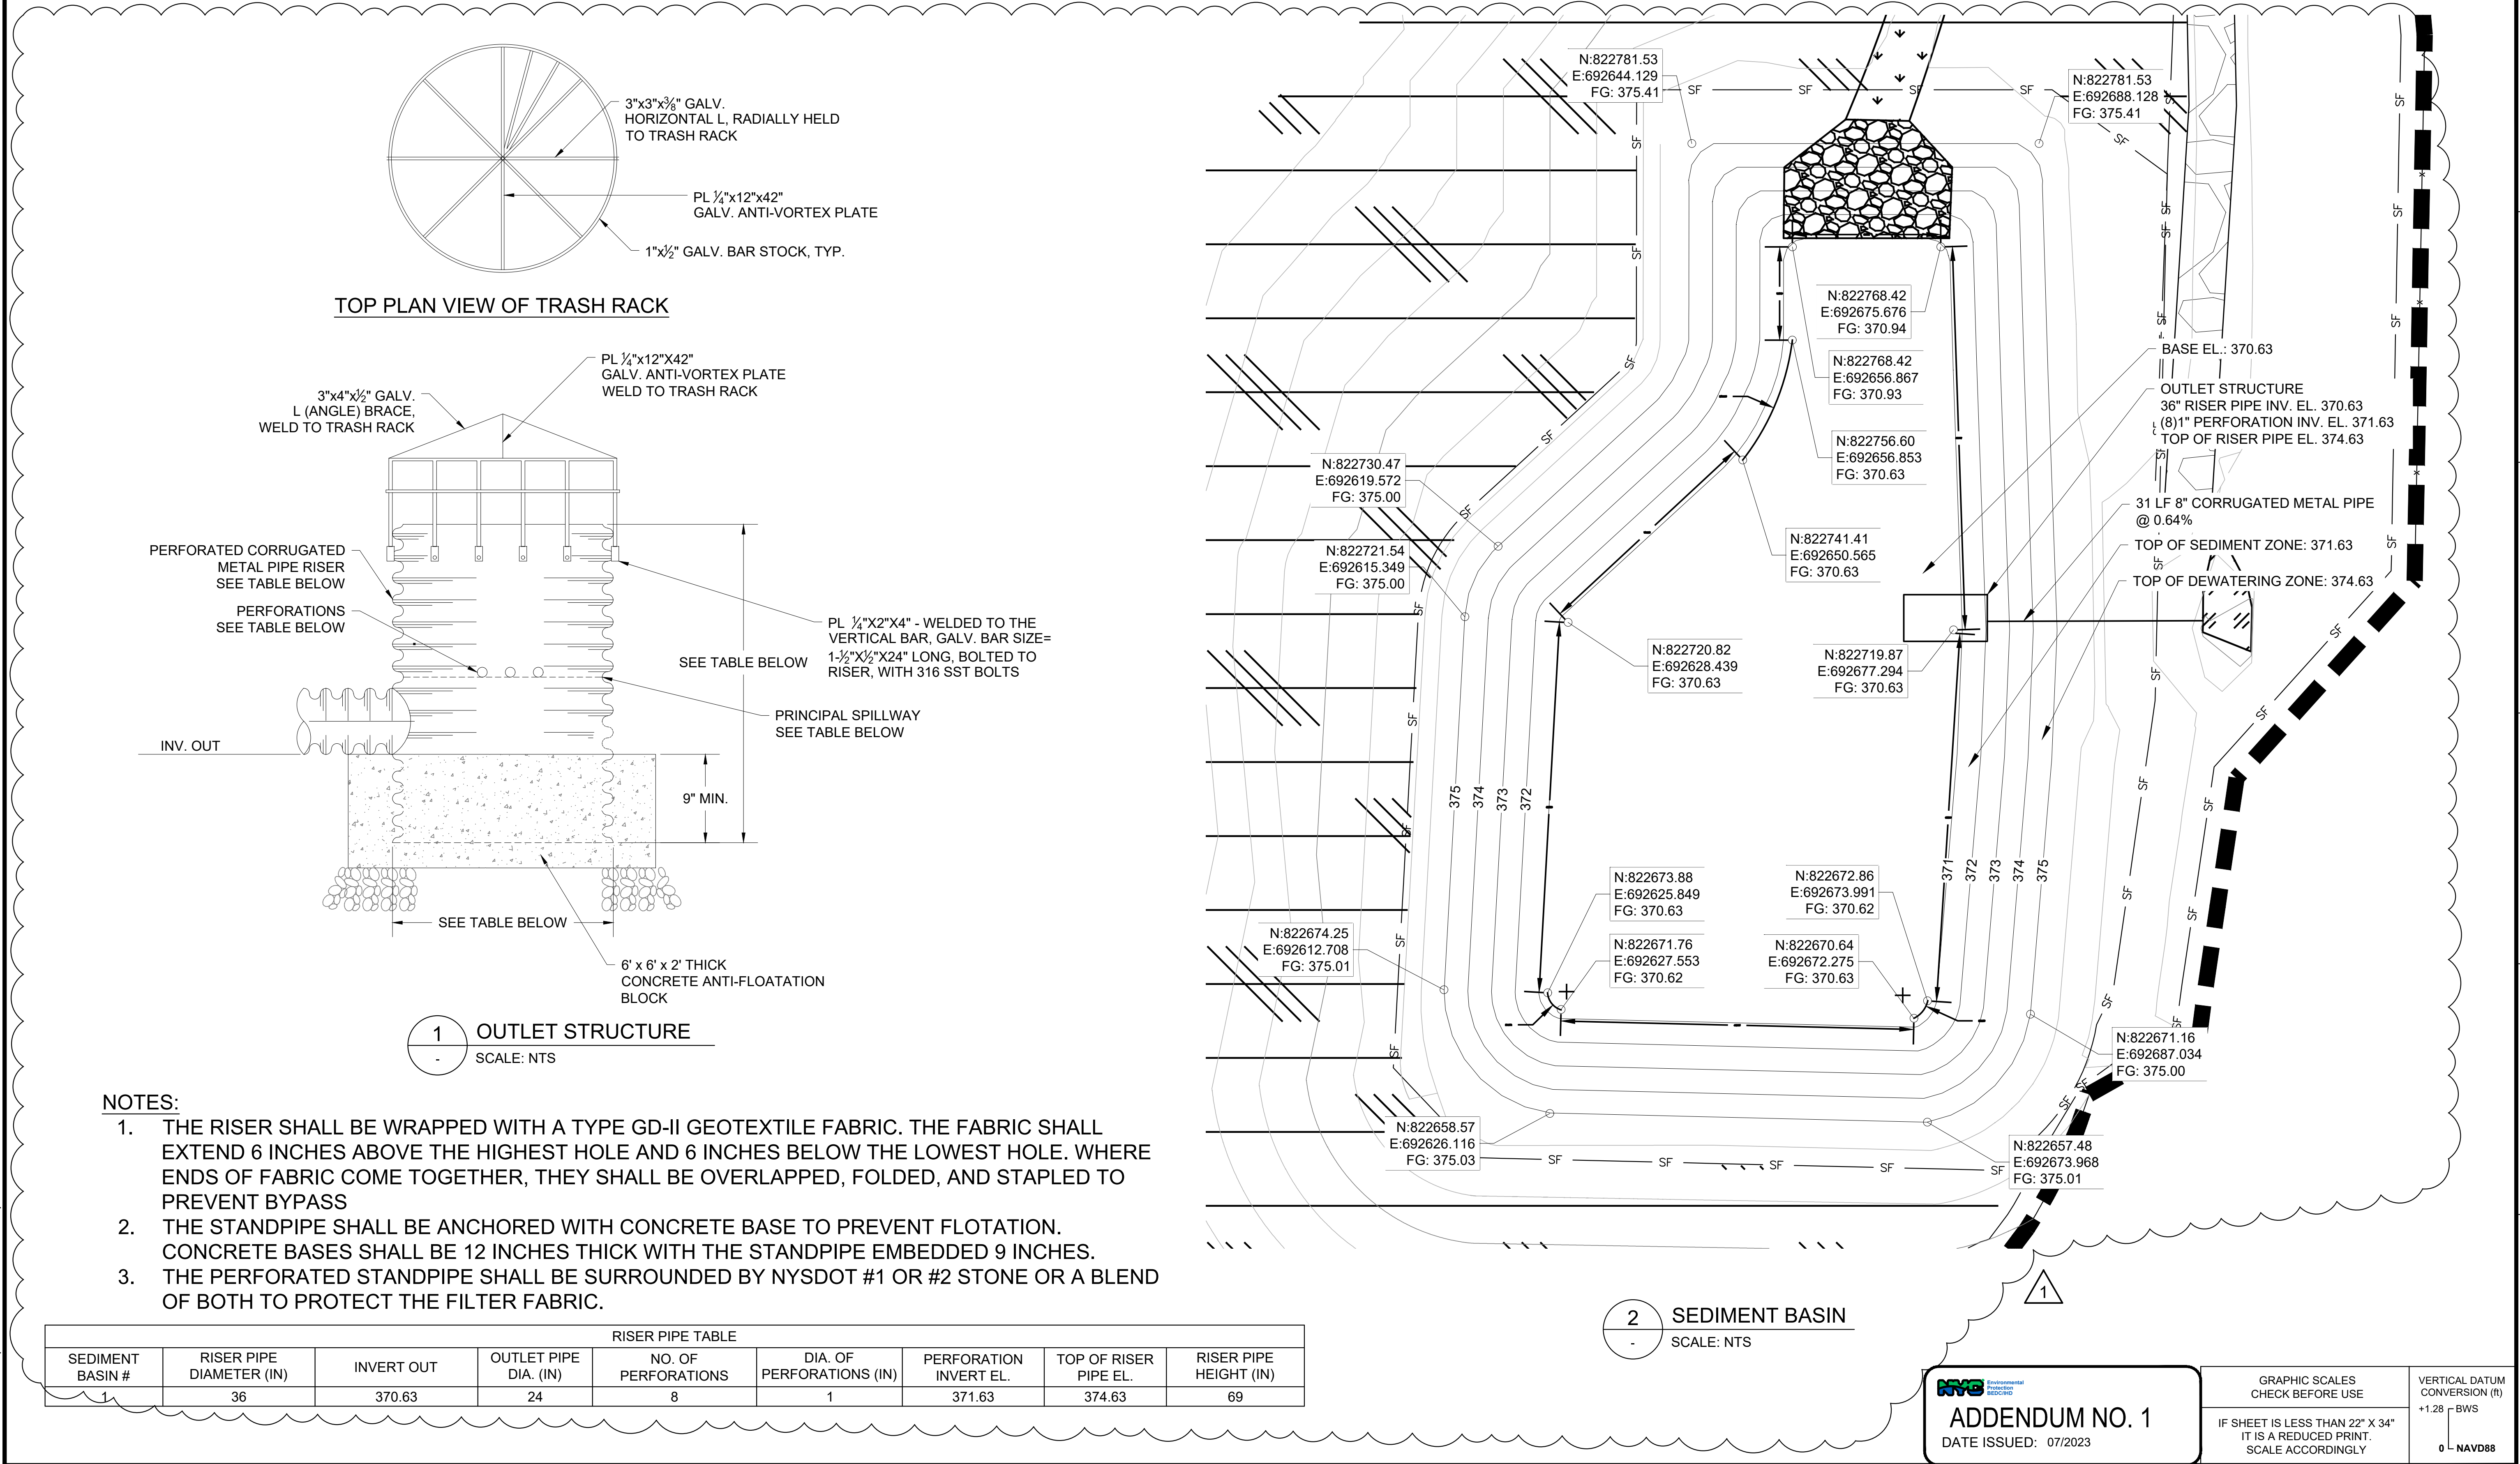 3"x3"x⅜" GALV.
HORIZONTAL L, RADIALLY HELD
TO TRASH RACK
PL ¼"x12"x42"
GALV. ANTI-VORTEX PLATE
1"x½" GALV. BAR STOCK, TYP.
TOP PLAN VIEW OF TRASH RACK
PL ¼"x12"X42"
GALV. ANTI-VORTEX PLATE
WELD TO TRASH RACK
3"x4"x½" GALV.
L (ANGLE) BRACE,
WELD TO TRASH RACK
PERFORATED CORRUGATED
METAL PIPE RISER
SEE TABLE BELOW
PERFORATIONS
SEE TABLE BELOW
SEE TABLE BELOW
PL ¼"X2"X4" - WELDED TO THE
VERTICAL BAR, GALV. BAR SIZE=
1-½"X½"X24" LONG, BOLTED TO
RISER, WITH 316 SST BOLTS
PRINCIPAL SPILLWAY
SEE TABLE BELOW
INV. OUT
9" MIN.
SEE TABLE BELOW
6' x 6' x 2' THICK
CONCRETE ANTI-FLOATATION
BLOCK
1
-
OUTLET STRUCTURE
SCALE: NTS
NOTES:
1. THE RISER SHALL BE WRAPPED WITH A TYPE GD-II GEOTEXTILE FABRIC. THE FABRIC SHALL
EXTEND 6 INCHES ABOVE THE HIGHEST HOLE AND 6 INCHES BELOW THE LOWEST HOLE. WHERE
ENDS OF FABRIC COME TOGETHER, THEY SHALL BE OVERLAPPED, FOLDED, AND STAPLED TO
PREVENT BYPASS
2. THE STANDPIPE SHALL BE ANCHORED WITH CONCRETE BASE TO PREVENT FLOTATION.
CONCRETE BASES SHALL BE 12 INCHES THICK WITH THE STANDPIPE EMBEDDED 9 INCHES.
3. THE PERFORATED STANDPIPE SHALL BE SURROUNDED BY NYSDOT #1 OR #2 STONE OR A BLEND
OF BOTH TO PROTECT THE FILTER FABRIC.
RISER PIPE TABLE
SEDIMENT BASIN # RISER PIPE DIAMETER (IN) INVERT OUT OUTLET PIPE DIA. (IN) NO. OF PERFORATIONS DIA. OF PERFORATIONS (IN) PERFORATION INVERT EL. TOP OF RISER PIPE EL. RISER PIPE HEIGHT (IN)
1 36 370.63 24 8 1 371.63 374.63 69
N:822781.53
E:692644.129
FG: 375.41
N:822781.53
E:692688.128
FG: 375.41
SF SF SF SF SF
N:822768.42
E:692675.676
FG: 370.94
N:822768.42
E:692656.867
FG: 370.93
N:822756.60
E:692656.853
FG: 370.63
N:822741.41
E:692650.565
FG: 370.63
N:822730.47
E:692619.572
FG: 375.00
N:822721.54
E:692615.349
FG: 375.00
N:822720.82
E:692628.439
FG: 370.63
N:822719.87
E:692677.294
FG: 370.63
BASE EL.: 370.63
OUTLET STRUCTURE
36" RISER PIPE INV. EL. 370.63
(8)1" PERFORATION INV. EL. 371.63
TOP OF RISER PIPE EL. 374.63
31 LF 8" CORRUGATED METAL PIPE
@ 0.64%
TOP OF SEDIMENT ZONE: 371.63
TOP OF DEWATERING ZONE: 374.63
375
374
373
372
371
372
373
374
375
N:822673.88
E:692625.849
FG: 370.63
N:822672.86
E:692673.991
FG: 370.62
N:822674.25
E:692612.708
FG: 375.01
N:822671.76
E:692627.553
FG: 370.62
N:822670.64
E:692672.275
FG: 370.63
N:822671.16
E:692687.034
FG: 375.00
N:822658.57
E:692626.116
FG: 375.03
N:822657.48
E:692673.968
FG: 375.01
SF SF SF SF SF
1
2
-
SEDIMENT BASIN
SCALE: NTS
NYC Environmental
Protection
BEDC/IHD
ADDENDUM NO. 1
DATE ISSUED: 07/2023
GRAPHIC SCALES
CHECK BEFORE USE
IF SHEET IS LESS THAN 22" X 34"
IT IS A REDUCED PRINT.
SCALE ACCORDINGLY
VERTICAL DATUM
CONVERSION (ft)
+1.28 BWS
0 NAVD88